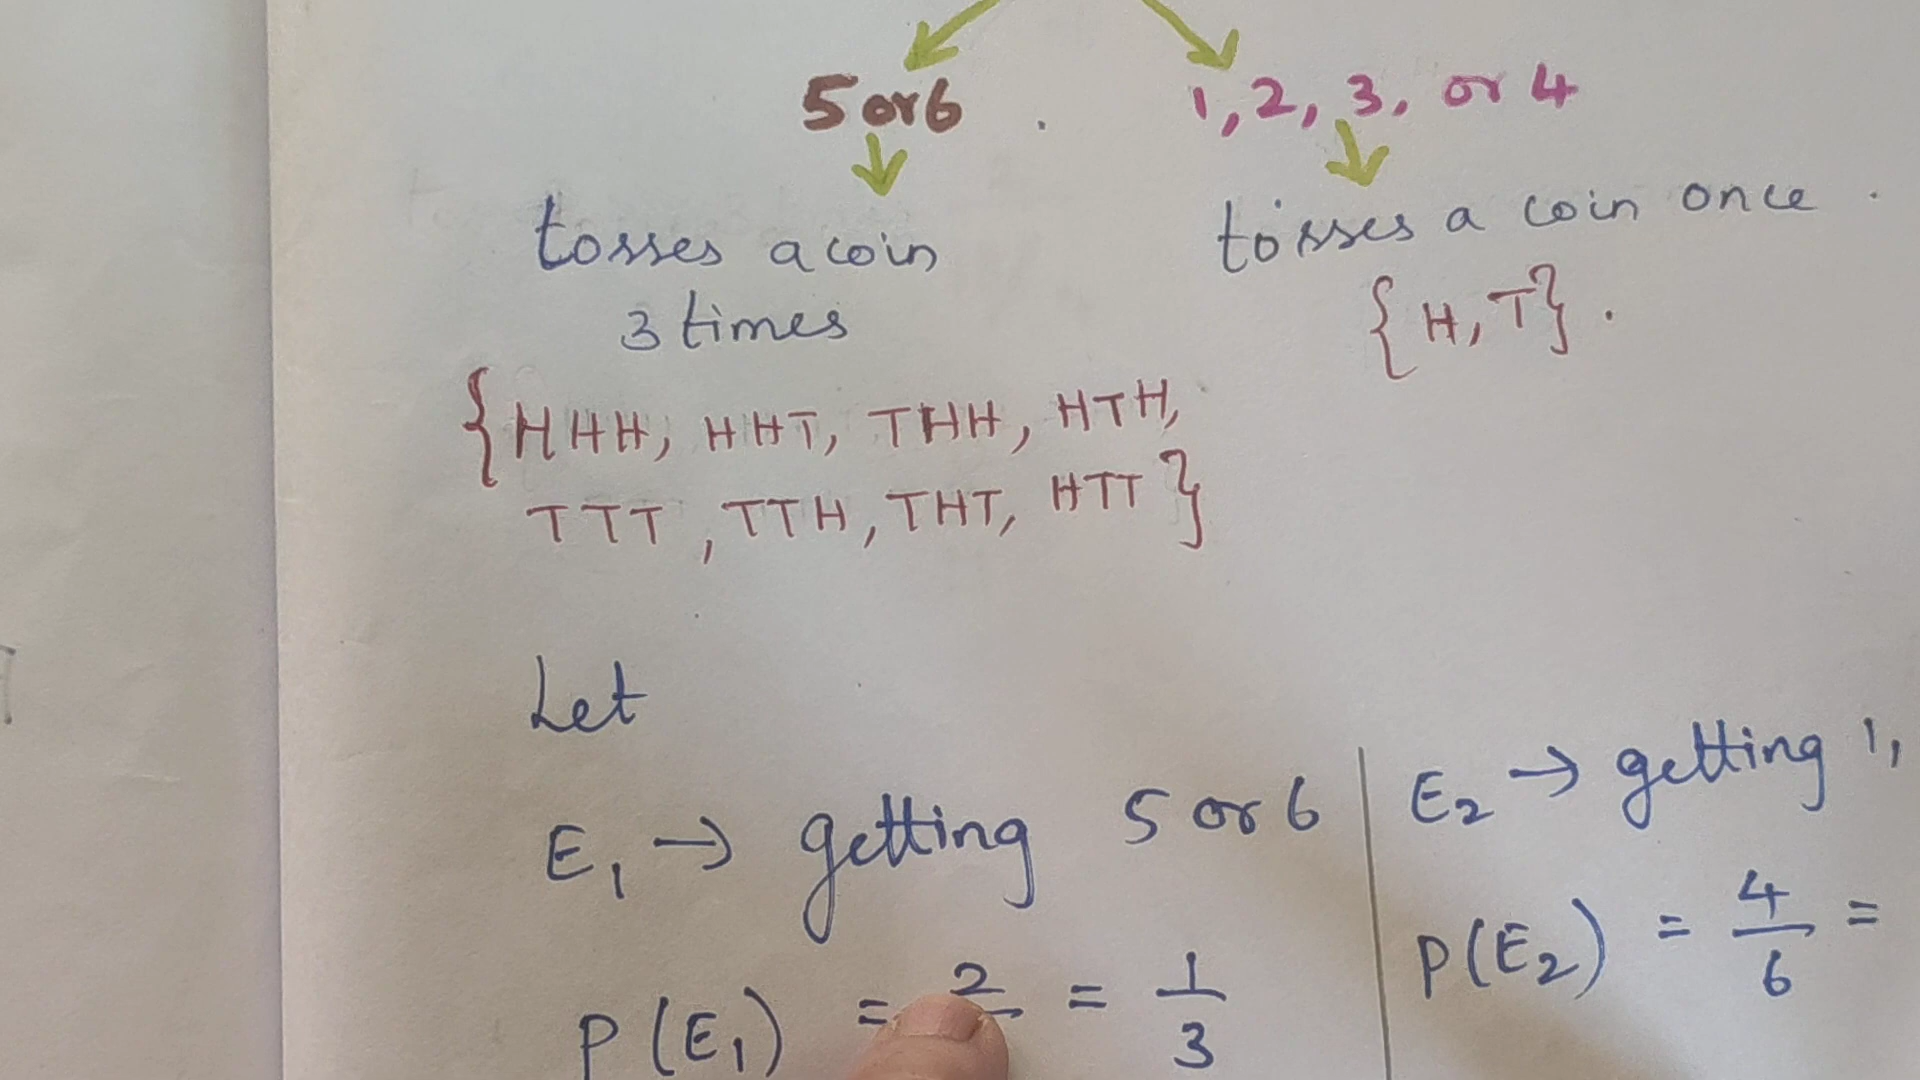 5 or 6
1, 2, 3, or 4
tosses a coin
3 times
tosses a coin once.
{H, T}.
{HHH, HHT, THH, HTH,
TTT, TTH, THT, HTT}
Let
E₁ → getting 5 or 6
P(E₁) = 2 = 1/3
E₂ → getting 1,
P(E₂) = 4/6 =